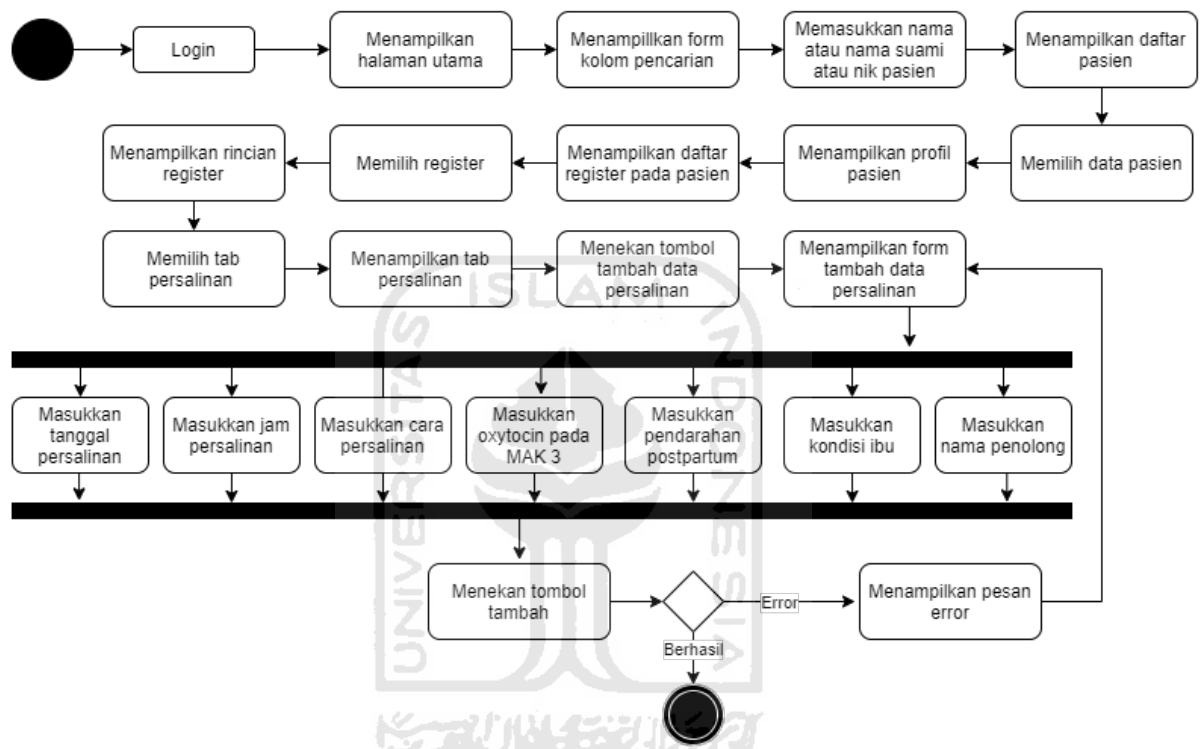 Login
Menampilkan
halaman utama
Menampillkan form
kolom pencarian
Memasukkan nama
atau nama suami
atau nik pasien
Menampilkan daftar
pasien
Memilih data pasien
Menampilkan profil
pasien
Menampilkan daftar
register pada pasien
Memilih register
Menampilkan rincian
register
Memilih tab
persalinan
Menampilkan tab
persalinan
Menekan tombol
tambah data
persalinan
Menampilkan form
tambah data
persalinan
Masukkan
tanggal
persalinan
Masukkan jam
persalinan
Masukkan cara
persalinan
Masukkan
oxytocin pada
MAK 3
Masukkan
pendarahan
postpartum
Masukkan
kondisi ibu
Masukkan
nama penolong
Menekan tombol
tambah
Error
Menampilkan pesan
error
Berhasil
UNIVERSITAS
ISLAM
INDONESIA